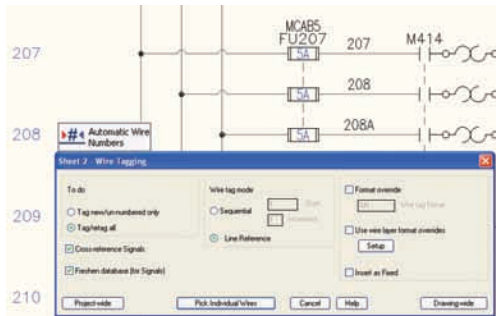 MCAB5
FU207
207
5A
207
M414
5A
208
208
5A
208A
Automatic Wire
Numbers
Sheet 2 - Wire Tagging
To do
Tag new/un-numbered only
Tag/retag all
Cross-reference Signals
Freshen database (for Signals)
Wire tag mode
Sequential
Start
Increment
Line Reference
Format override
Wire tag format
Use wire layer format overrides
Setup
Insert as Fixed
209
210
Project-wide
Pick Individual Wires
Cancel
Help
Drawing-wide